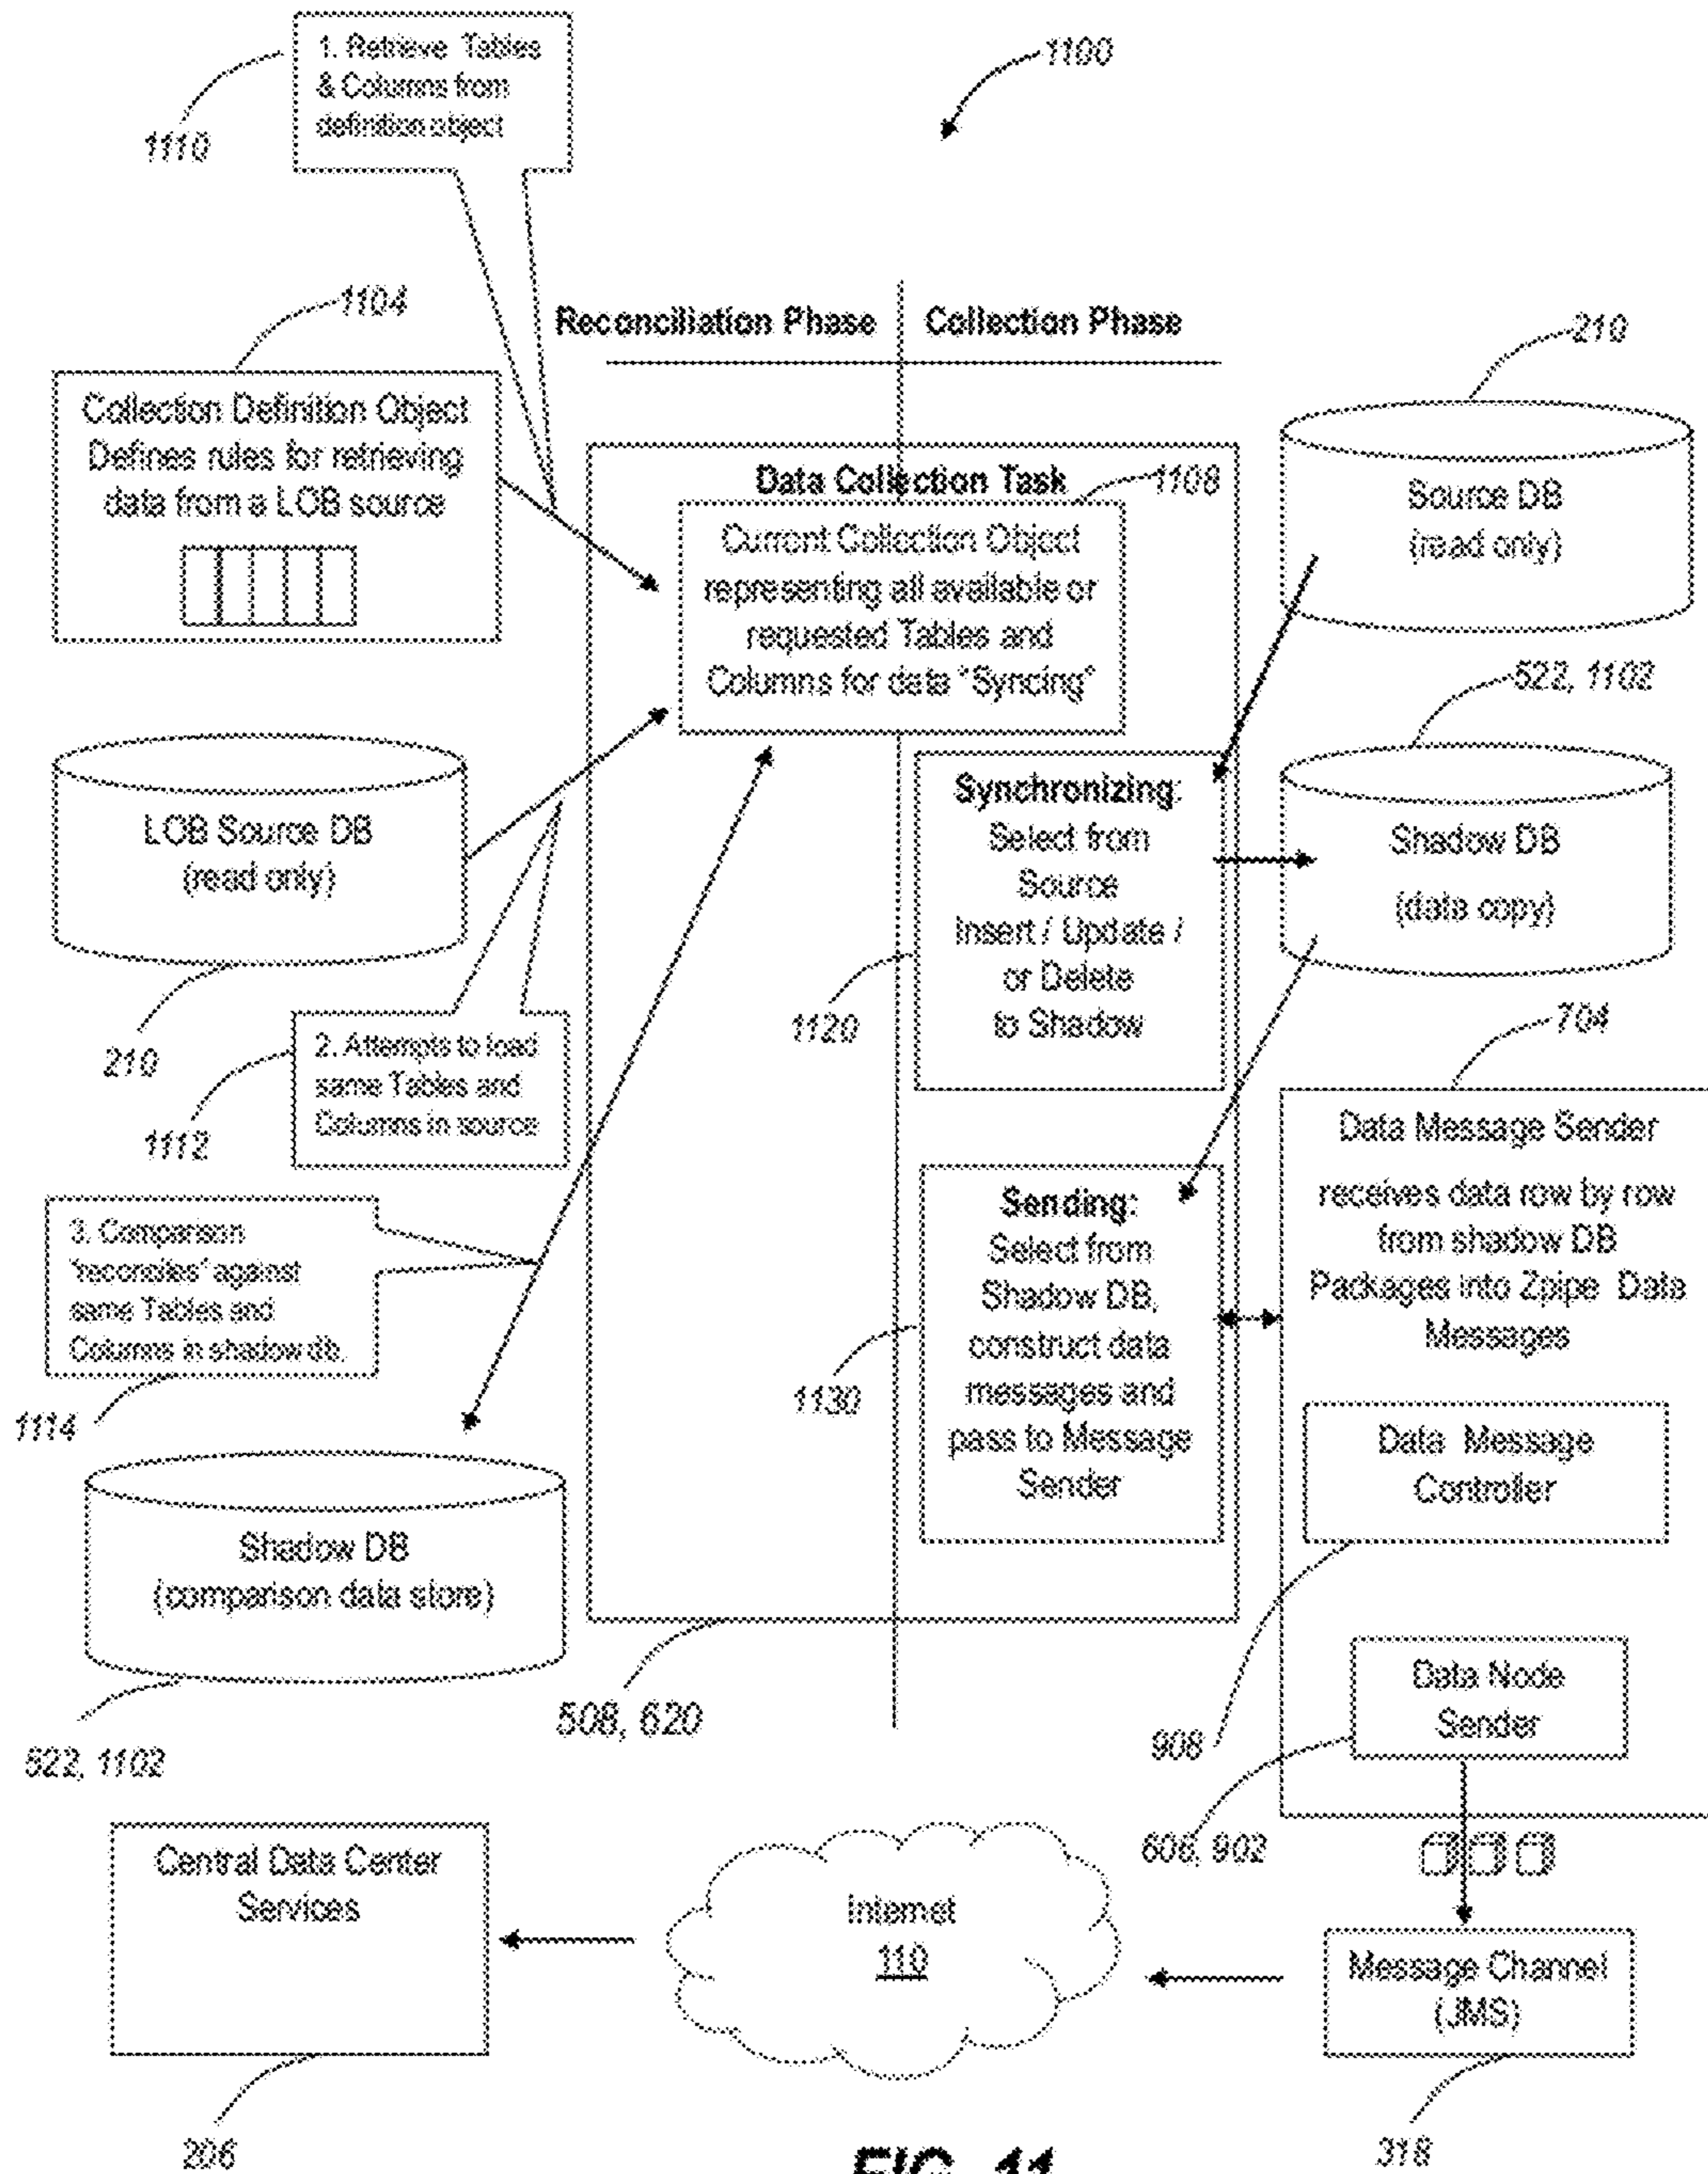 1. Retrieve Tables
& Columns from
definition object
1110
1100
1104
Reconciliation Phase
Collection Phase
210
Collection Definition Object
Defines rules for retrieving
data from a LOB source
Data Collection Task
1108
Current Collection Object
representing all available or
requested Tables and
Columns for data "Syncing"
Source DB
(read only)
522, 1102
LOB Source DB
(read only)
210
Synchronizing:
Select from
Source
Insert / Update /
or Delete
to Shadow
1120
Shadow DB
(data copy)
704
2. Attempts to load
same Tables and
Columns in source
1112
3. Comparison
"reconciles" against
same Tables and
Columns in shadow db.
1114
Sending:
Select from
Shadow DB,
construct data
messages and
pass to Message
Sender
1130
Data Message Sender
receives data row by row
from shadow DB
Packages into Zpipe Data
Messages
Data Message
Controller
Shadow DB
(comparison data store)
522, 1102
508, 620
908
Data Node
Sender
606, 902
Central Data Center
Services
Internet
110
Message Channel
(JMS)
206
318
FIG. 11